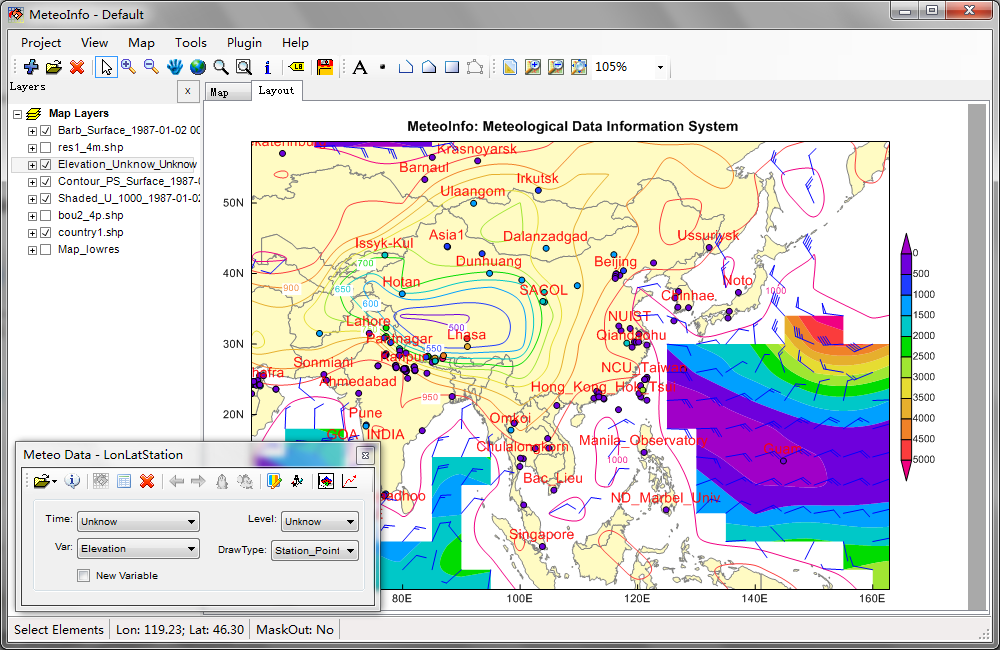 MeteoInfo - Default
Project View Map Tools Plugin Help
LB
A
105%
Layers
x
Map
Layout
Map Layers
Barb_Surface_1987-01-02 00
res1_4m.shp
Elevation_Unknow_Unknow
Contour_PS_Surface_1987-0
Shaded_U_1000_1987-01-02
bou2_4p.shp
country1.shp
Map_lowres
MeteoInfo: Meteological Data Information System
Krasnoyarsk
Barnaul
Irkutsk
Ulaangom
Asia1
Dalanzadgad
Ussuriysk
Issyk-Kul
Dunhuang
Beijing
Hotan
SACOL
Noto
Lahore
Lhasa
NUIST
Sonmiani
Ahmedabad
NCU_Taiwan
Hong_Kong_Hok_Tsui
Pune
Omkoi
GOA_INDIA
Chulalongkorn
Manila_Observatory
Guam
Bac_Lieu
ND_Marbel_Univ
Singapore
50N
40N
30N
20N
80E
100E
120E
140E
160E
700
900
650
600
500
550
950
1000
1000
0
500
1000
1500
2000
2500
3000
3500
4000
4500
5000
Meteo Data - LonLatStation
Time: Unknow
Level: Unknow
Var: Elevation
DrawType: Station_Point
New Variable
Select Elements
Lon: 119.23; Lat: 46.30
MaskOut: No